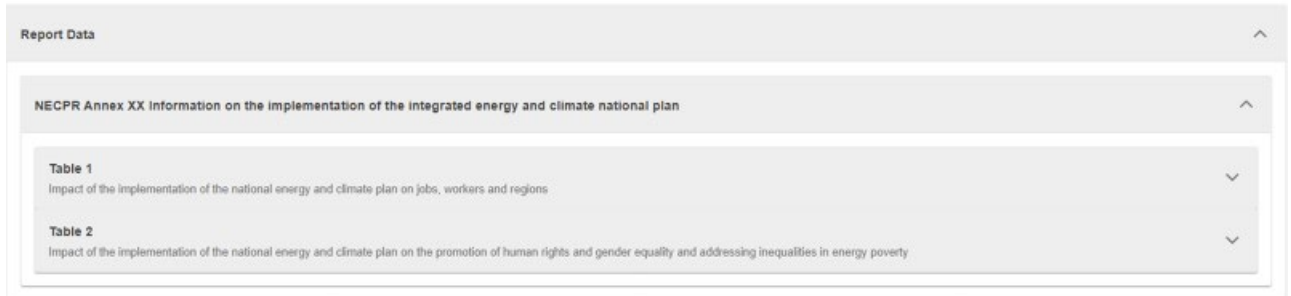 Report Data
NECPR Annex XX Information on the implementation of the integrated energy and climate national plan
Table 1
Impact of the implementation of the national energy and climate plan on jobs, workers and regions
Table 2
Impact of the implementation of the national energy and climate plan on the promotion of human rights and gender equality and addressing inequalities in energy poverty